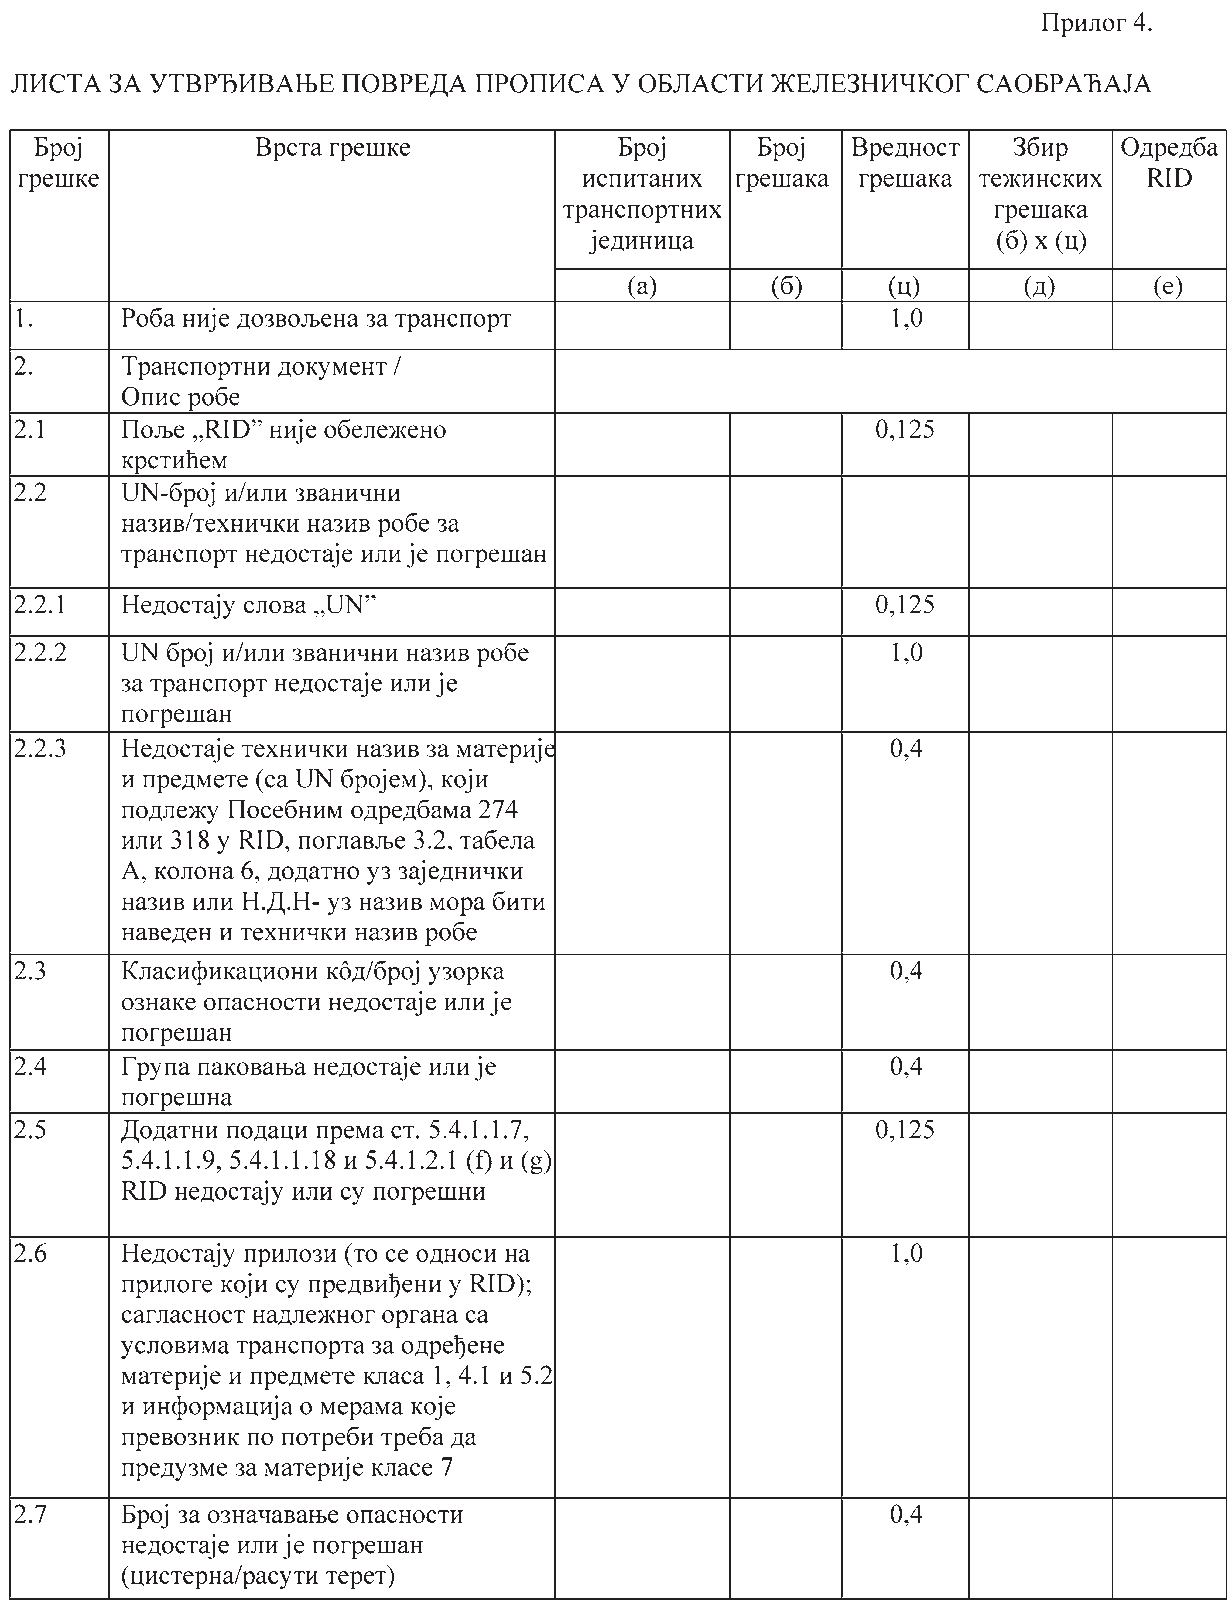 Прилог 4.
ЛИСТА ЗА УТВРЂИВАЊЕ ПОВРЕДА ПРОПИСА У ОБЛАСТИ ЖЕЛЕЗНИЧКОГ САОБРАЋАЈА
Број грешке
Врста грешке
Број испитаних транспортних јединица
Број грешака
Вредност грешака
Збир тежинских грешака (б) x (ц)
Одредба RID
(а) (б) (ц) (д) (е)
1. Роба није дозвољена за транспорт 1,0
2. Транспортни документ /
Опис робе
2.1 Поље „RID” није обележено 0,125
крстићем
2.2 UN-број и/или званични
назив/технички назив робе за
транспорт недостаје или је погрешан
2.2.1 Недостају слова „UN” 0,125
2.2.2 UN број и/или званични назив робе 1,0
за транспорт недостаје или је
погрешан
2.2.3 Недостаје технички назив за материје 0,4
и предмете (са UN бројем), који
подлежу Посебним одредбама 274
или 318 у RID, поглавље 3.2, табела
А, колона 6, додатно уз заједнички
назив или Н.Д.Н- уз назив мора бити
наведен и технички назив робе
2.3 Класификациони кôд/број узорка 0,4
ознаке опасности недостаје или је
погрешан
2.4 Група паковања недостаје или је 0,4
погрешна
2.5 Додатни подаци према ст. 5.4.1.1.7, 0,125
5.4.1.1.9, 5.4.1.1.18 и 5.4.1.2.1 (f) и (g)
RID недостају или су погрешни
2.6 Недостају прилози (то се односи на 1,0
прилоге који су предвиђени у RID);
сагласност надлежног органа са
условима транспорта за одређене
материје и предмете класа 1, 4.1 и 5.2
и информација о мерама које
превозник по потреби треба да
предузме за материје класе 7
2.7 Број за означавање опасности 0,4
недостаје или је погрешан
(цистерна/расути терет)